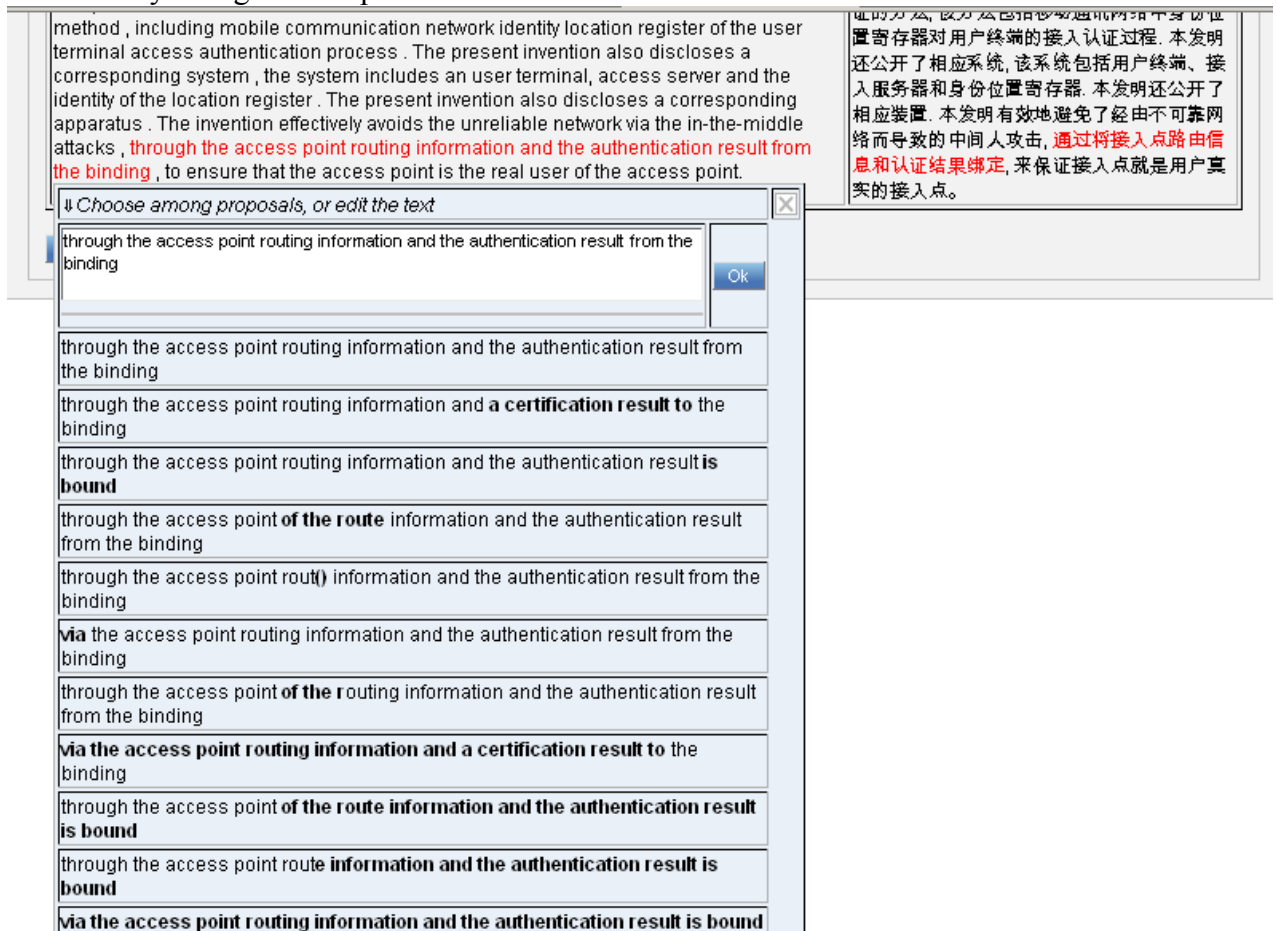 method , including mobile communication network identity location register of the user
terminal access authentication process . The present invention also discloses a
corresponding system , the system includes an user terminal, access server and the
identity of the location register . The present invention also discloses a corresponding
apparatus . The invention effectively avoids the unreliable network via the in-the-middle
attacks , through the access point routing information and the authentication result from
the binding , to ensure that the access point is the real user of the access point.
置寄存器对用户终端的接入认证过程. 本发明
还公开了相应系统, 该系统包括用户终端、接
入服务器和身份位置寄存器. 本发明还公开了
相应装置. 本发明有效地避免了经由不可靠网
络而导致的中间人攻击, 通过将接入点路由信
息和认证结果绑定, 来保证接入点就是用户真
实的接入点。
⇓Choose among proposals, or edit the text
through the access point routing information and the authentication result from the
binding
Ok
through the access point routing information and the authentication result from
the binding
through the access point routing information and a certification result to the
binding
through the access point routing information and the authentication result is
bound
through the access point of the route information and the authentication result
from the binding
through the access point rout() information and the authentication result from the
binding
via the access point routing information and the authentication result from the
binding
through the access point of the routing information and the authentication result
from the binding
via the access point routing information and a certification result to the
binding
through the access point of the route information and the authentication result
is bound
through the access point route information and the authentication result is
bound
via the access point routing information and the authentication result is bound